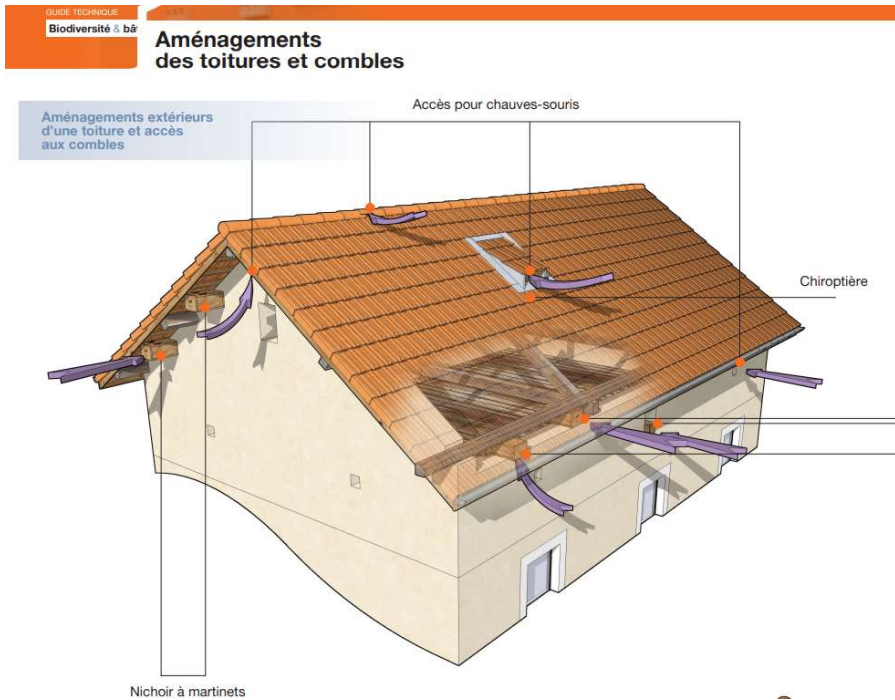 GUIDE TECHNIQUE
Biodiversité & bât
Aménagements
des toitures et combles
Aménagements extérieurs
d'une toiture et accès
aux combles
Accès pour chauves-souris
Chiroptière
Nichoir à martinets